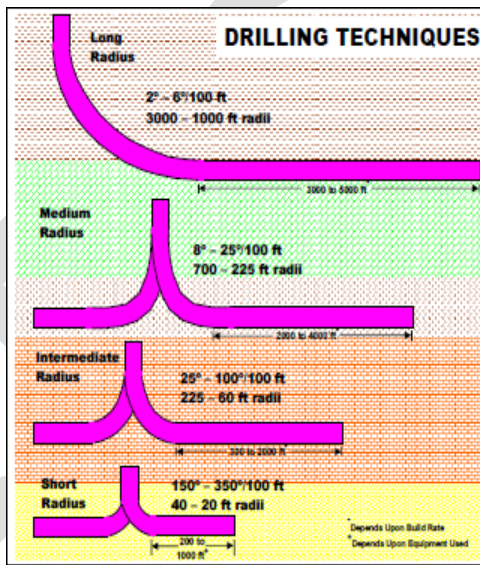 DRILLING TECHNIQUES
Long
Radius
2° – 6°/100 ft
3000 – 1000 ft radii
3000 to 5000 ft*
Medium
Radius
8° – 25°/100 ft
700 – 225 ft radii
2000 to 4000 ft*
Intermediate
Radius
25° – 100°/100 ft
225 – 60 ft radii
300 to 2000 ft*
Short
Radius
150° – 350°/100 ft
40 – 20 ft radii
200 to
1000 ft*
*Depends Upon Build Rate
*Depends Upon Equipment Used